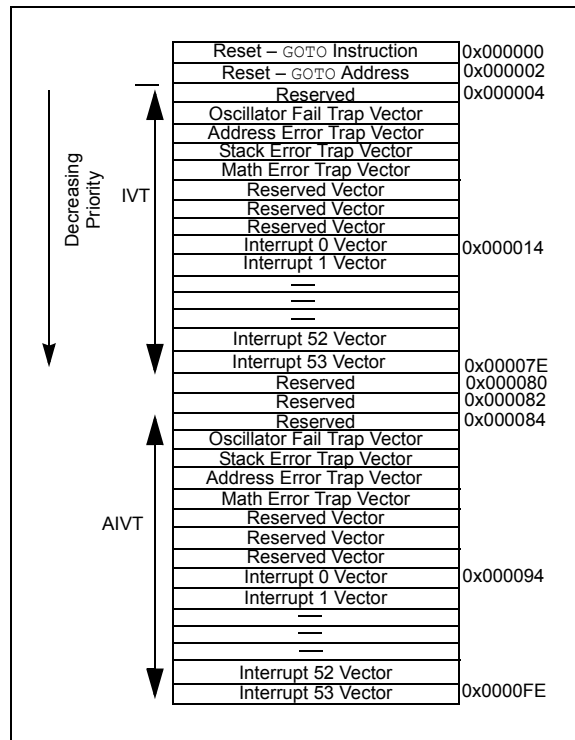 Reset – GOTO Instruction 0x000000
Reset – GOTO Address 0x000002
Reserved 0x000004
Oscillator Fail Trap Vector
Address Error Trap Vector
Stack Error Trap Vector
Math Error Trap Vector
Reserved Vector
Reserved Vector
Reserved Vector
Interrupt 0 Vector 0x000014
Interrupt 1 Vector
—
—
—
Interrupt 52 Vector
Interrupt 53 Vector 0x00007E
Reserved 0x000080
Reserved 0x000082
Reserved 0x000084
Oscillator Fail Trap Vector
Stack Error Trap Vector
Address Error Trap Vector
Math Error Trap Vector
Reserved Vector
Reserved Vector
Reserved Vector
Interrupt 0 Vector 0x000094
Interrupt 1 Vector
—
—
—
Interrupt 52 Vector
Interrupt 53 Vector 0x0000FE
Decreasing
Priority
IVT
AIVT